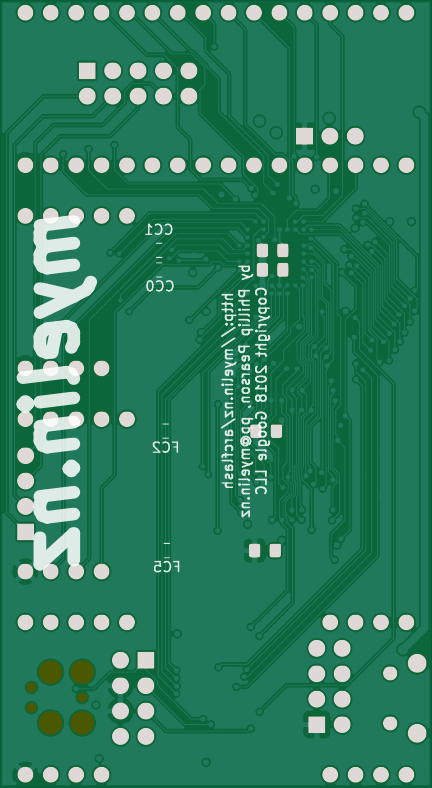 CC1
CC0
myelin.nz
Copyright 2018 Google LLC
by Phillip Pearson, pp@myelin.nz
http://myelin.nz/arcflash
FC2
FC5